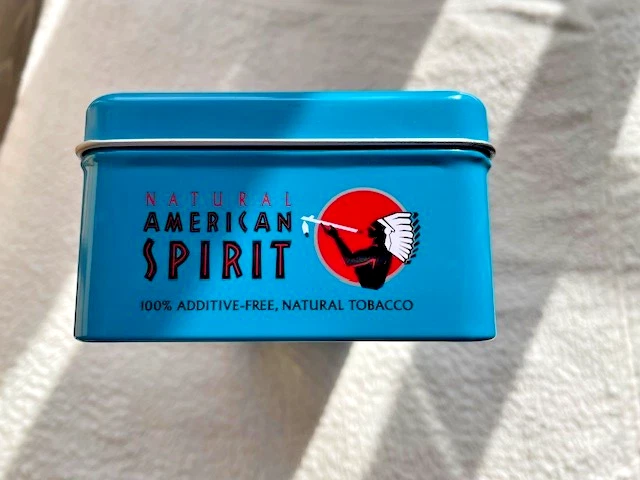 NATURAL
AMERICAN
SPIRIT
100% ADDITIVE-FREE, NATURAL TOBACCO